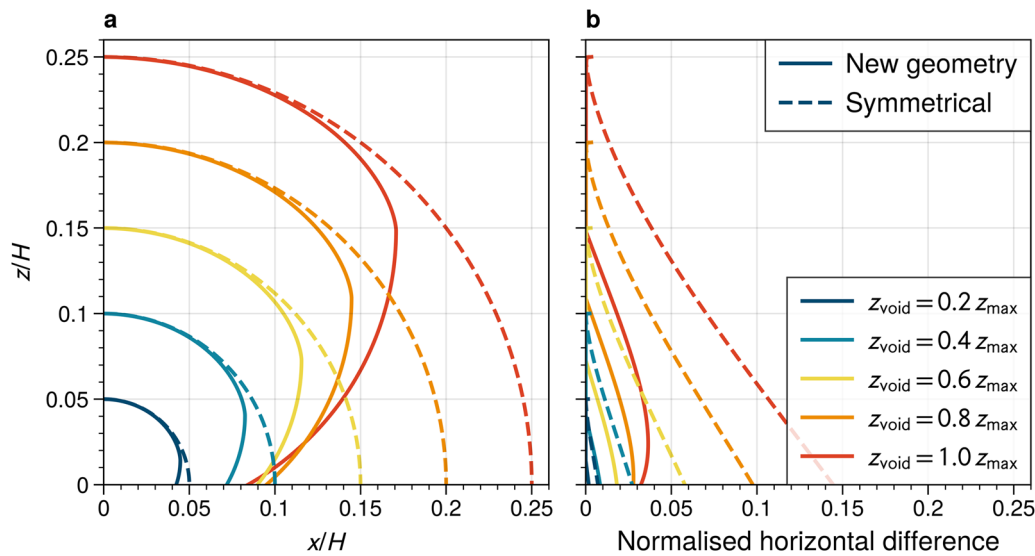 a
b
0.25
0.2
0.15
0.1
0.05
0
z/H
0
0.05
0.10
0.15
0.20
0.25
x/H
New geometry
Symmetrical
z_void = 0.2 z_max
z_void = 0.4 z_max
z_void = 0.6 z_max
z_void = 0.8 z_max
z_void = 1.0 z_max
0
0.05
0.1
0.15
0.2
0.25
Normalised horizontal difference